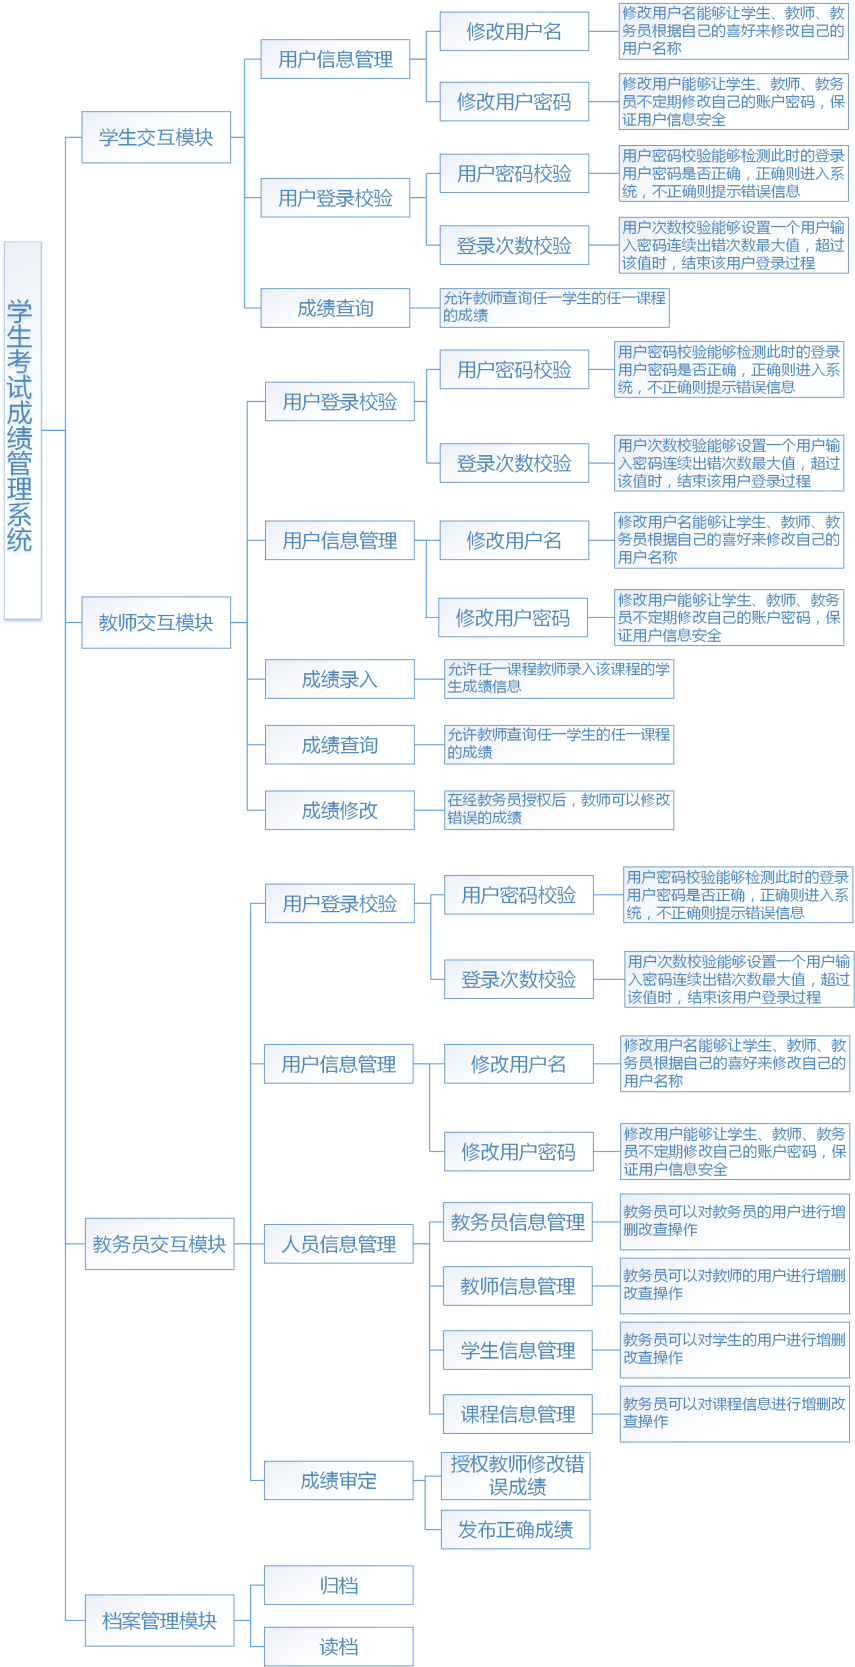 学生考试成绩管理系统
学生交互模块
用户信息管理
修改用户名
修改用户名能够让学生、教师、教
务员根据自己的喜好来修改自己的
用户名称
修改用户密码
修改用户能够让学生、教师、教务
员不定期修改自己的账户密码，保
证用户信息安全
用户登录校验
用户密码校验
用户密码校验能够检测此时的登录
用户密码是否正确，正确则进入系
统，不正确则提示错误信息
登录次数校验
用户次数校验能够设置一个用户输
入密码连续出错次数最大值，超过
该值时，结束该用户登录过程
成绩查询
允许教师查询任一学生的任一课程
的成绩
教师交互模块
用户登录校验
用户密码校验
用户密码校验能够检测此时的登录
用户密码是否正确，正确则进入系
统，不正确则提示错误信息
登录次数校验
用户次数校验能够设置一个用户输
入密码连续出错次数最大值，超过
该值时，结束该用户登录过程
用户信息管理
修改用户名
修改用户名能够让学生、教师、教
务员根据自己的喜好来修改自己的
用户名称
修改用户密码
修改用户能够让学生、教师、教务
员不定期修改自己的账户密码，保
证用户信息安全
成绩录入
允许任一课程教师录入该课程的学
生成绩信息
成绩查询
允许教师查询任一学生的任一课程
的成绩
成绩修改
在经教务员授权后，教师可以修改
错误的成绩
教务员交互模块
用户登录校验
用户密码校验
用户密码校验能够检测此时的登录
用户密码是否正确，正确则进入系
统，不正确则提示错误信息
登录次数校验
用户次数校验能够设置一个用户输
入密码连续出错次数最大值，超过
该值时，结束该用户登录过程
用户信息管理
修改用户名
修改用户名能够让学生、教师、教
务员根据自己的喜好来修改自己的
用户名称
修改用户密码
修改用户能够让学生、教师、教务
员不定期修改自己的账户密码，保
证用户信息安全
人员信息管理
教务员信息管理
教务员可以对教务员的用户进行增
删改查操作
教师信息管理
教务员可以对教师的用户进行增删
改查操作
学生信息管理
教务员可以对学生的用户进行增删
改查操作
课程信息管理
教务员可以对课程信息进行增删改
查操作
成绩审定
授权教师修改错
误成绩
发布正确成绩
档案管理模块
归档
读档